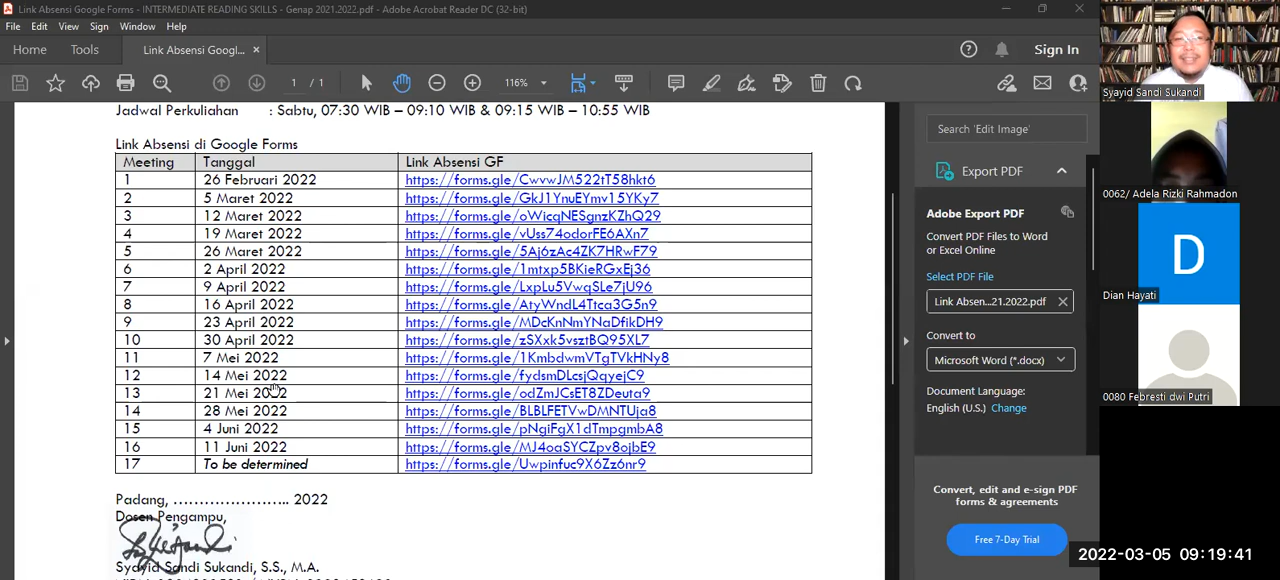 Link Absensi Google Forms - INTERMEDIATE READING SKILLS - Genap 2021.2022.pdf - Adobe Acrobat Reader DC (32-bit)
File Edit View Sign Window Help
Home Tools Link Absensi Googl... × Sign In
1 / 1 116%
Jadwal Perkuliahan : Sabtu, 07:30 WIB – 09:10 WIB & 09:15 WIB – 10:55 WIB
Link Absensi di Google Forms
Meeting Tanggal Link Absensi GF
1 26 Februari 2022 https://forms.gle/CwvwJM522tT58hkt6
2 5 Maret 2022 https://forms.gle/GkJ1YnuEYmv15YKy7
3 12 Maret 2022 https://forms.gle/oWicqNESgnzKZhQ29
4 19 Maret 2022 https://forms.gle/vUss74odorFE6AXn7
5 26 Maret 2022 https://forms.gle/5Aj6zAc4ZK7HRwF79
6 2 April 2022 https://forms.gle/1mtxp5BKieRGxEj36
7 9 April 2022 https://forms.gle/LxpLu5VwqSLe7jU96
8 16 April 2022 https://forms.gle/AtyWndL4Ttca3G5n9
9 23 April 2022 https://forms.gle/MDcKnNmYNaDfikDH9
10 30 April 2022 https://forms.gle/zSXxk5vsztBQ95XL7
11 7 Mei 2022 https://forms.gle/1KmbdwmVTgTVkHNy8
12 14 Mei 2022 https://forms.gle/fydsmDLcsjQqyejC9
13 21 Mei 2022 https://forms.gle/odZmJCsET8ZDeuta9
14 28 Mei 2022 https://forms.gle/BLBLFETVwDMNTUja8
15 4 Juni 2022 https://forms.gle/pNgiFgX1dTmpgmbA8
16 11 Juni 2022 https://forms.gle/MJ4oaSYCZpv8ojbE9
17 To be determined https://forms.gle/Uwpinfuc9X6Zz6nr9
Padang, ………………….. 2022
Dosen Pengampu,
Syayid Sandi Sukandi, S.S., M.A.
Search 'Edit Image'
Export PDF
Adobe Export PDF
Convert PDF Files to Word
or Excel Online
Select PDF File
Link Absen...21.2022.pdf
Convert to
Microsoft Word (*.docx)
Document Language:
English (U.S.) Change
Convert, edit and e-sign PDF
forms & agreements
Free 7-Day Trial
Syayid Sandi Sukandi
0062/ Adela Rizki Rahmadon
D
Dian Hayati
0080 Febresti dwi Putri
2022-03-05 09:19:41